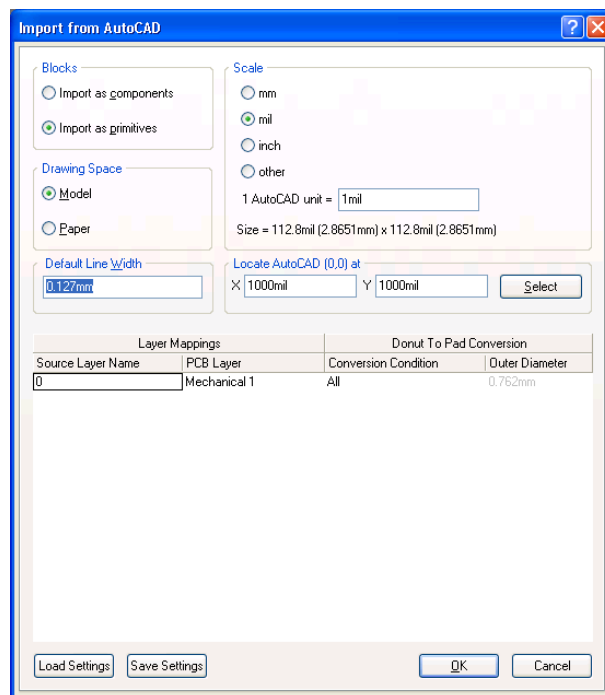 Import from AutoCAD
Blocks
Import as components
Import as primitives
Scale
mm
mil
inch
other
1 AutoCAD unit = 1mil
Size = 112.8mil (2.8651mm) x 112.8mil (2.8651mm)
Drawing Space
Model
Paper
Default Line Width
0.127mm
Locate AutoCAD (0,0) at
X 1000mil Y 1000mil Select
Layer Mappings Donut To Pad Conversion
Source Layer Name PCB Layer Conversion Condition Outer Diameter
0 Mechanical 1 All 0.762mm
Load Settings Save Settings OK Cancel